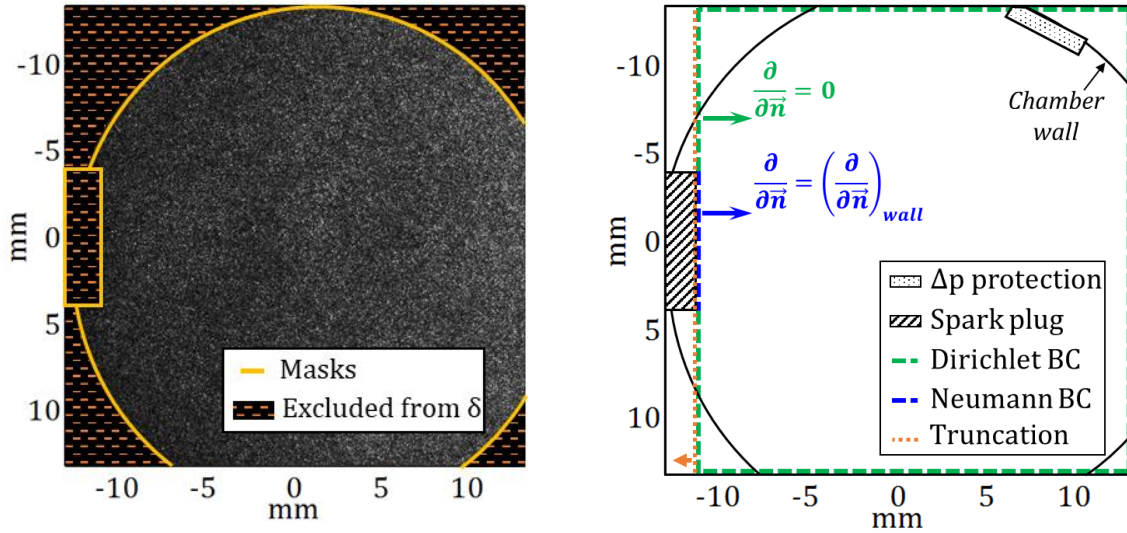 -10
-5
0
5
10
mm
-10
-5
0
5
10
mm
Masks
Excluded from δ
-10
-5
0
5
10
mm
-10
-5
0
5
10
mm
∂/∂n⃗ = 0
∂/∂n⃗ = (∂/∂n⃗)wall
Chamber
wall
Δp protection
Spark plug
Dirichlet BC
Neumann BC
Truncation